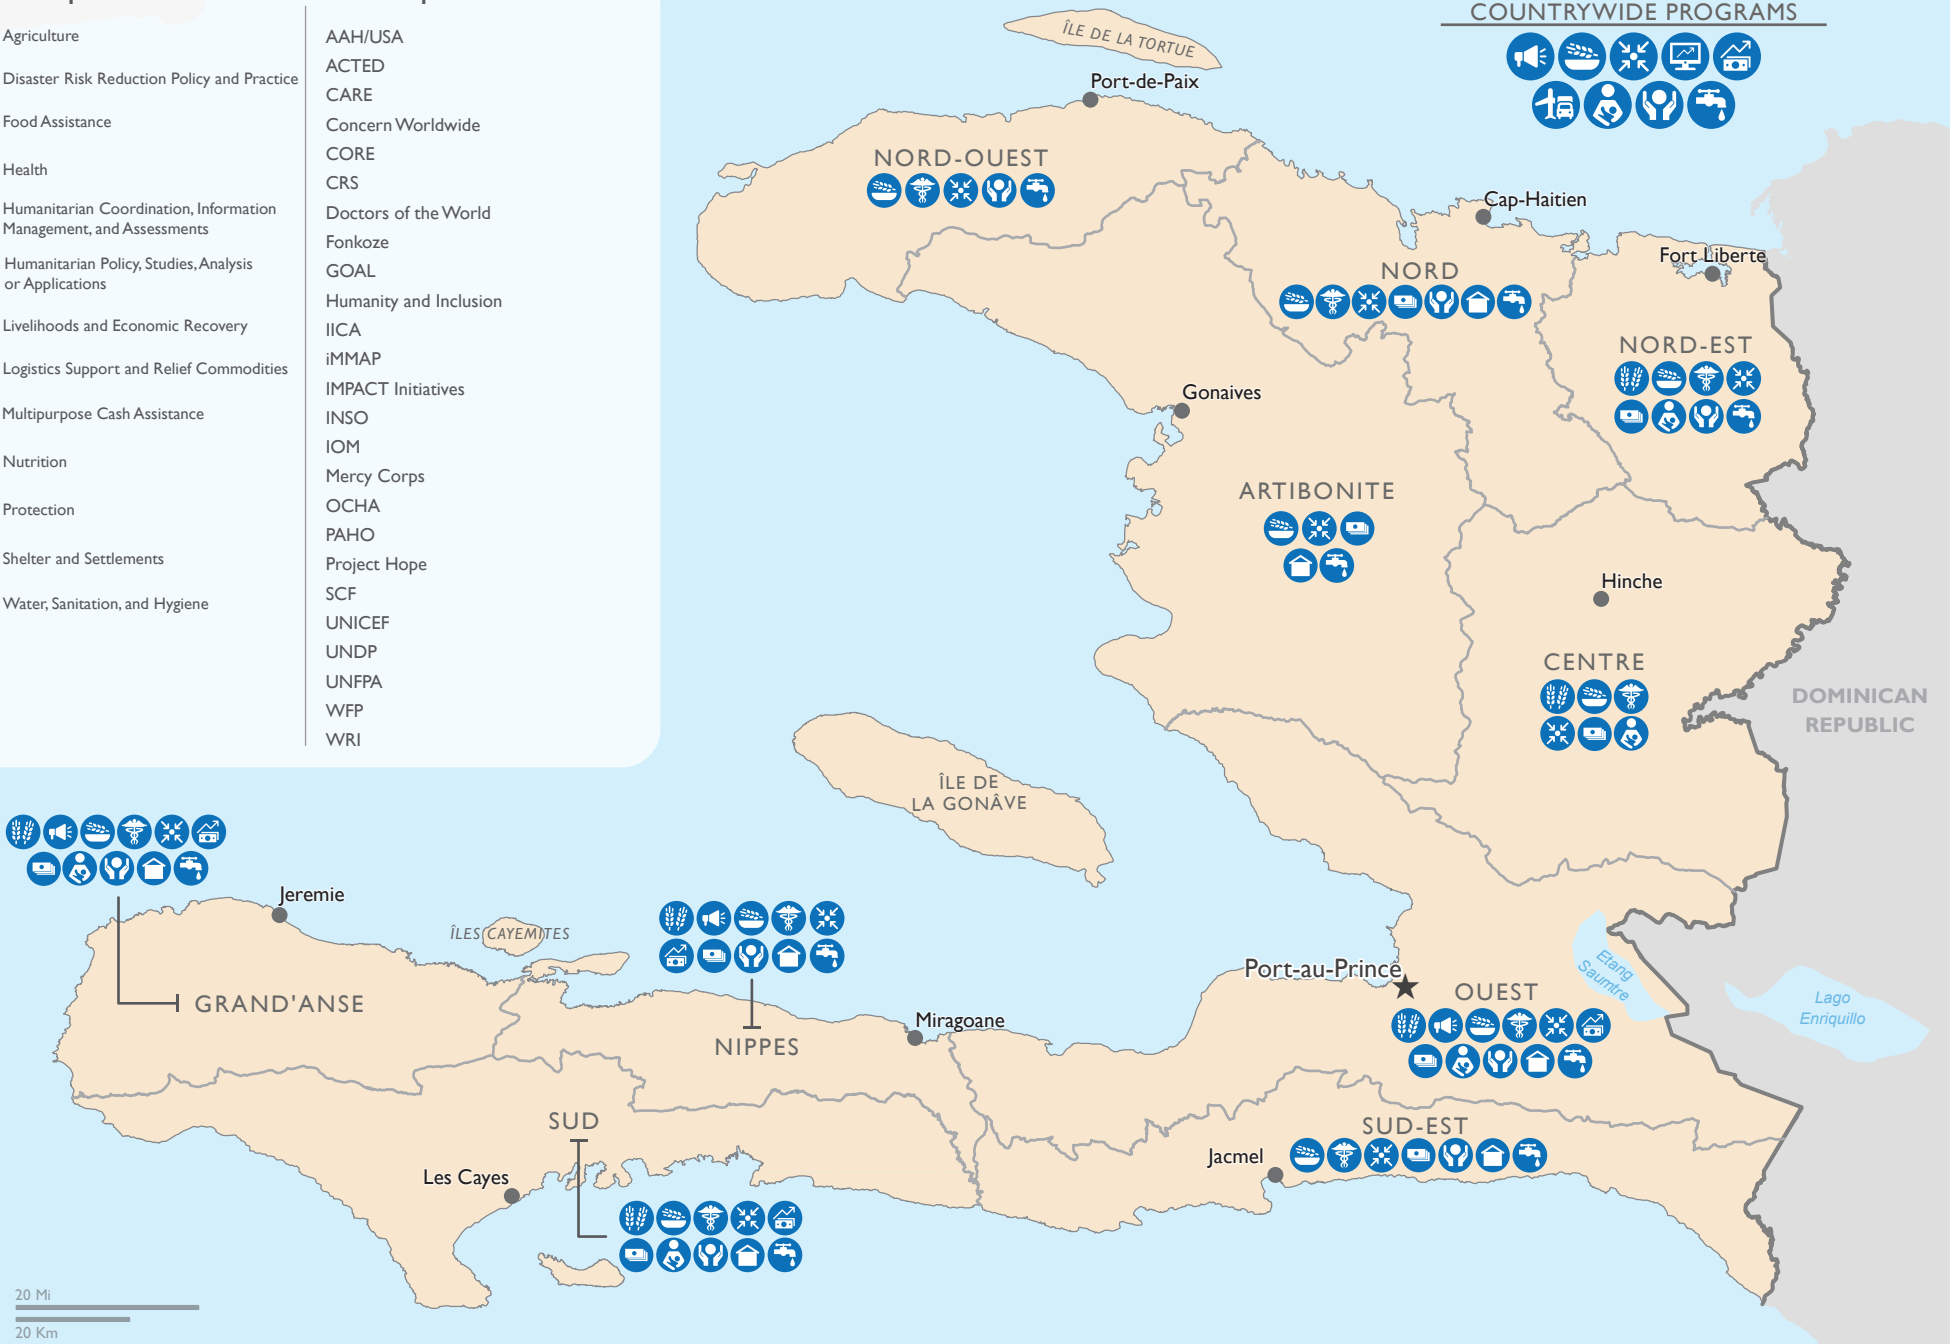 Agriculture
Disaster Risk Reduction Policy and Practice
Food Assistance
Health
Humanitarian Coordination, Information
Management, and Assessments
Humanitarian Policy, Studies, Analysis
or Applications
Livelihoods and Economic Recovery
Logistics Support and Relief Commodities
Multipurpose Cash Assistance
Nutrition
Protection
Shelter and Settlements
Water, Sanitation, and Hygiene
AAH/USA
ACTED
CARE
Concern Worldwide
CORE
CRS
Doctors of the World
Fonkoze
GOAL
Humanity and Inclusion
IICA
iMMAP
IMPACT Initiatives
INSO
IOM
Mercy Corps
OCHA
PAHO
Project Hope
SCF
UNICEF
UNDP
UNFPA
WFP
WRI
COUNTRYWIDE PROGRAMS
ÎLE DE LA TORTUE
Port-de-Paix
NORD-OUEST
Cap-Haitien
Fort Liberte
NORD
NORD-EST
Gonaives
ARTIBONITE
Hinche
CENTRE
DOMINICAN
REPUBLIC
ÎLE DE
LA GONÂVE
Jeremie
ÎLES CAYEMITES
GRAND'ANSE
NIPPES
Miragoane
Port-au-Prince
OUEST
Etang
Saumtre
Lago
Enriquillo
SUD
SUD-EST
Jacmel
Les Cayes
20 Mi
20 Km